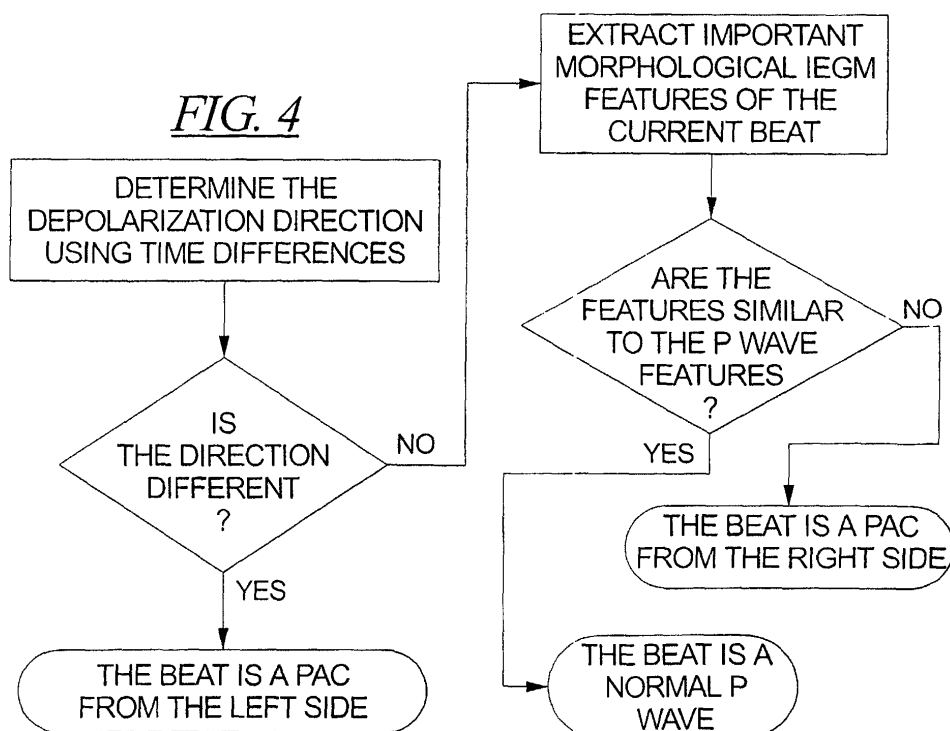 FIG. 4
DETERMINE THE
DEPOLARIZATION DIRECTION
USING TIME DIFFERENCES
IS
THE DIRECTION
DIFFERENT
?
NO
YES
THE BEAT IS A PAC
FROM THE LEFT SIDE
EXTRACT IMPORTANT
MORPHOLOGICAL IEGM
FEATURES OF THE
CURRENT BEAT
ARE THE
FEATURES SIMILAR
TO THE P WAVE
FEATURES
?
NO
YES
THE BEAT IS A PAC
FROM THE RIGHT SIDE
THE BEAT IS A
NORMAL P
WAVE